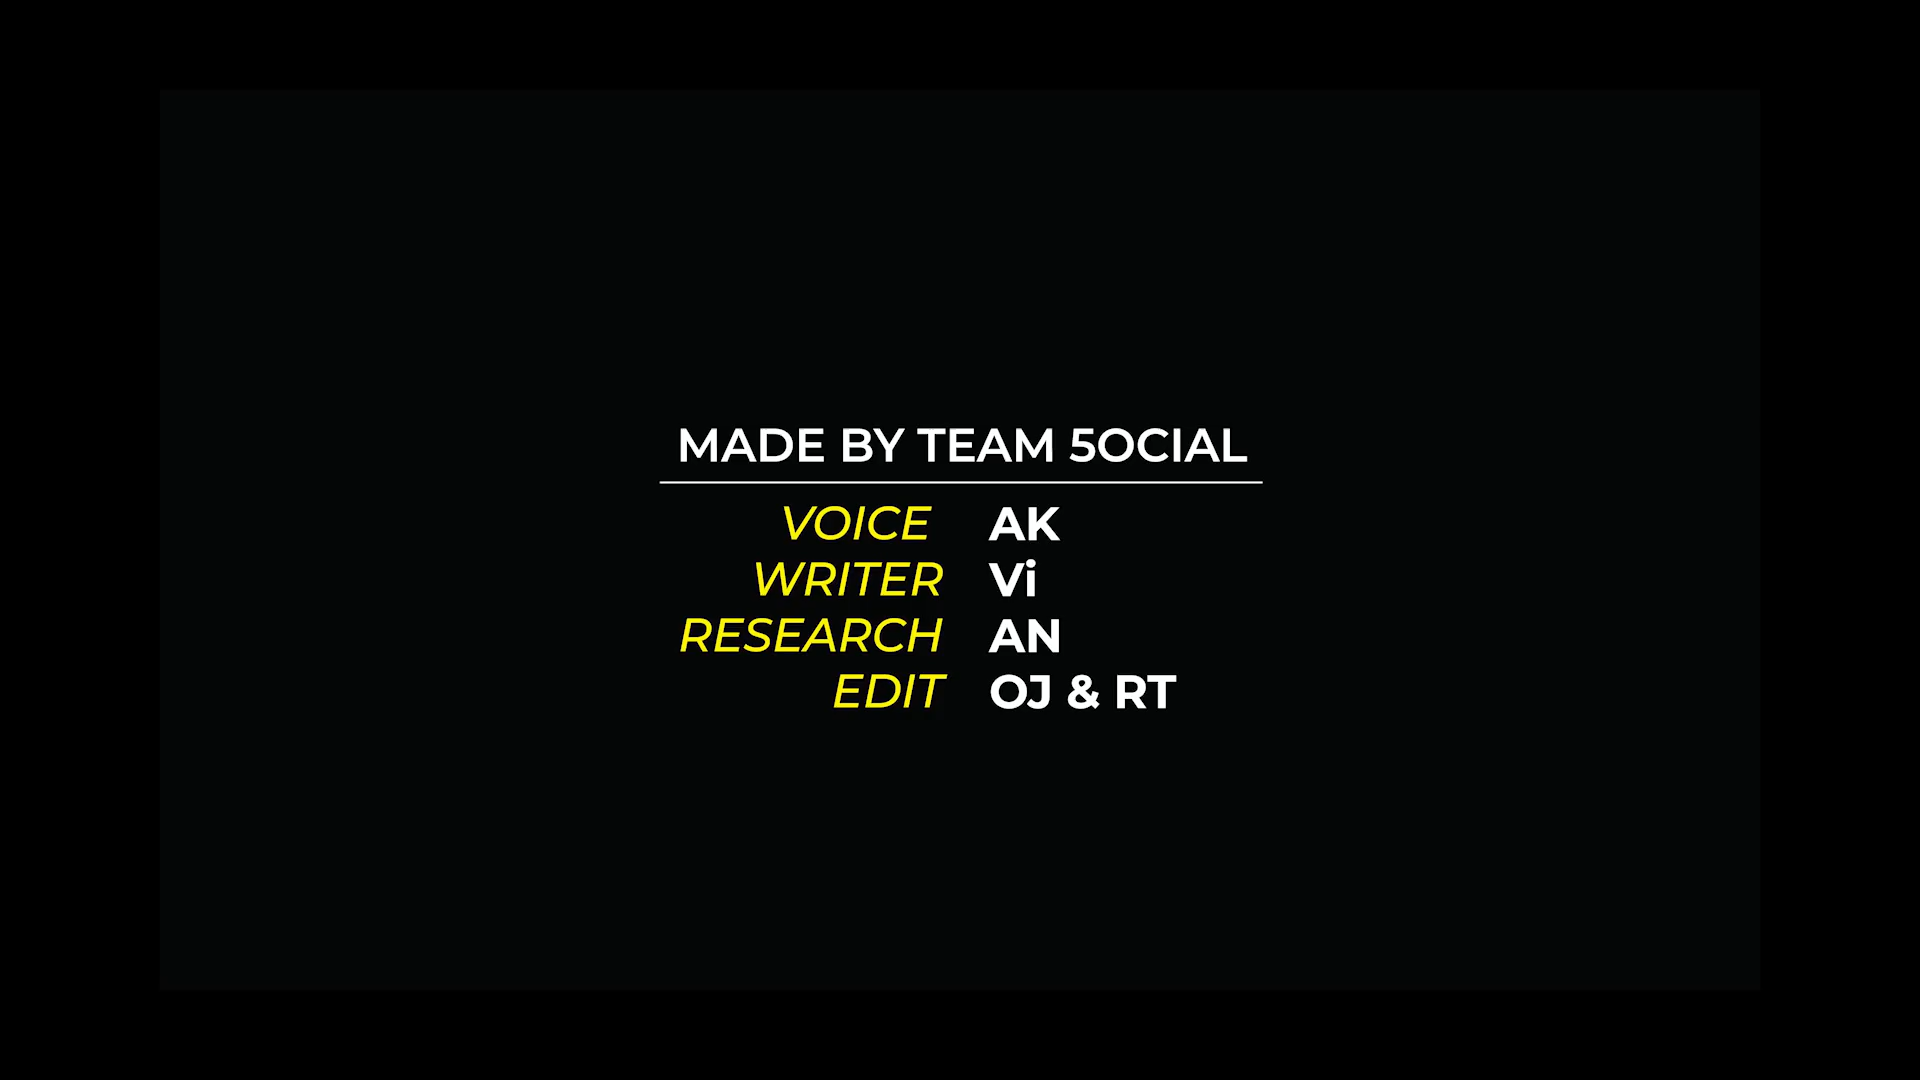 MADE BY TEAM 5OCIAL
VOICE AK
WRITER Vi
RESEARCH AN
EDIT OJ & RT